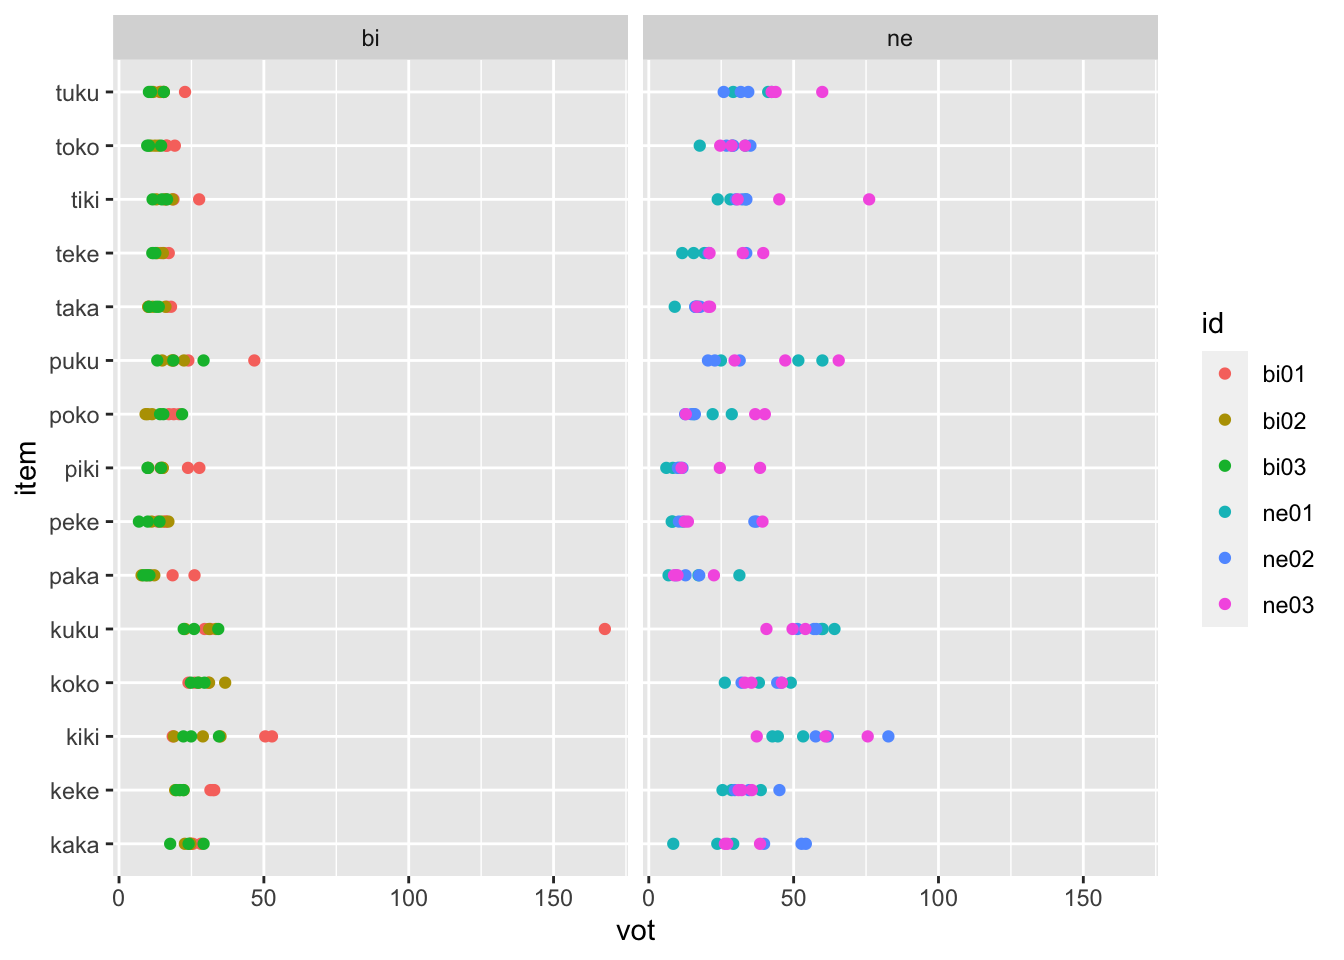 bi
ne
tuku
toko
tiki
teke
taka
puku
poko
piki
peke
paka
kuku
koko
kiki
keke
kaka
item
0 50 100 150
0 50 100 150
vot
id
bi01
bi02
bi03
ne01
ne02
ne03